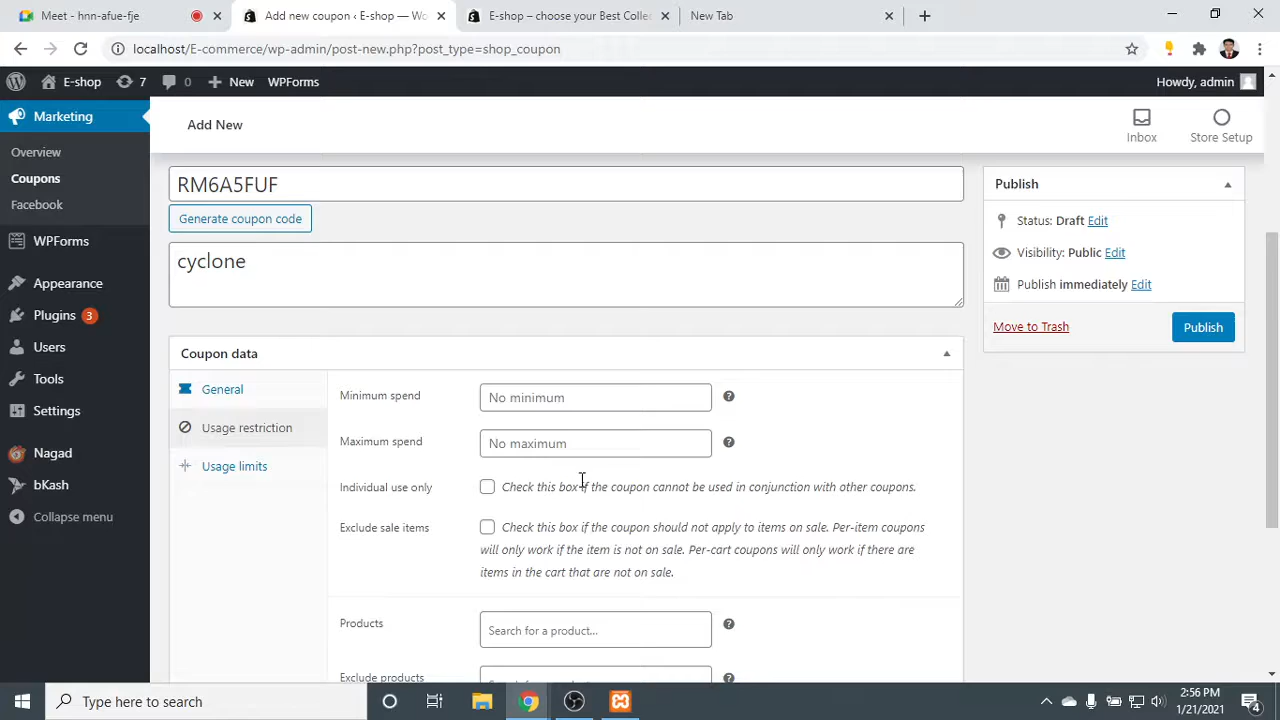 Meet - hnn-afue-fje
Add new coupon ‹ E-shop — Wo
E-shop – choose your Best Collec
New Tab
localhost/E-commerce/wp-admin/post-new.php?post_type=shop_coupon
E-shop
7
0
New
WPForms
Howdy, admin
Marketing
Overview
Coupons
Facebook
WPForms
Appearance
Plugins 3
Users
Tools
Settings
Nagad
bKash
Collapse menu
Add New
Inbox
Store Setup
RM6A5FUF
Generate coupon code
cyclone
Publish
Status: Draft Edit
Visibility: Public Edit
Publish immediately Edit
Move to Trash
Publish
Coupon data
General
Usage restriction
Usage limits
Minimum spend
No minimum
Maximum spend
No maximum
Individual use only
Check this box if the coupon cannot be used in conjunction with other coupons.
Exclude sale items
Check this box if the coupon should not apply to items on sale. Per-item coupons
will only work if the item is not on sale. Per-cart coupons will only work if there are
items in the cart that are not on sale.
Products
Search for a product...
Exclude products
Type here to search
2:56 PM
1/21/2021
4